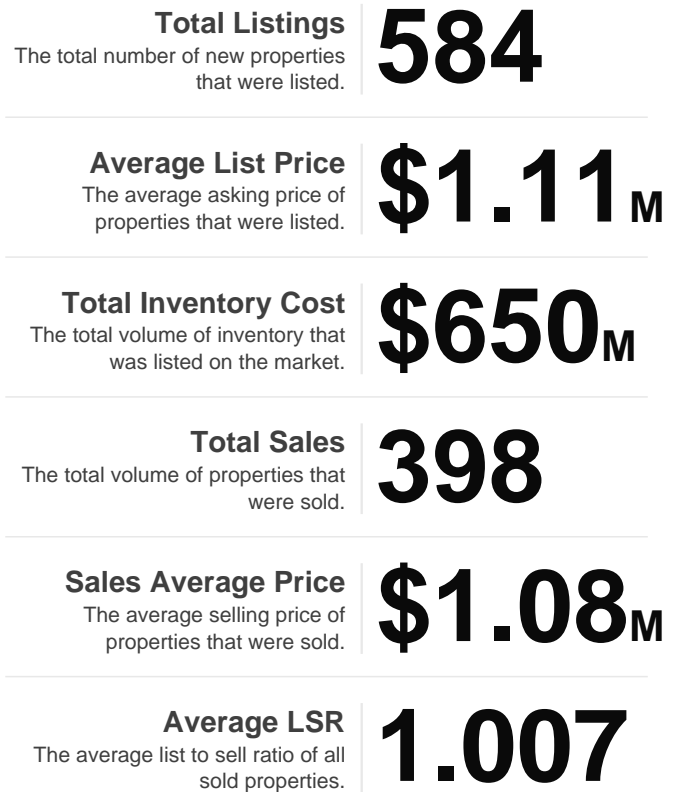 Total Listings
The total number of new properties
that were listed.
584
Average List Price
The average asking price of
properties that were listed.
$1.11M
Total Inventory Cost
The total volume of inventory that
was listed on the market.
$650M
Total Sales
The total volume of properties that
were sold.
398
Sales Average Price
The average selling price of
properties that were sold.
$1.08M
Average LSR
The average list to sell ratio of all
sold properties.
1.007